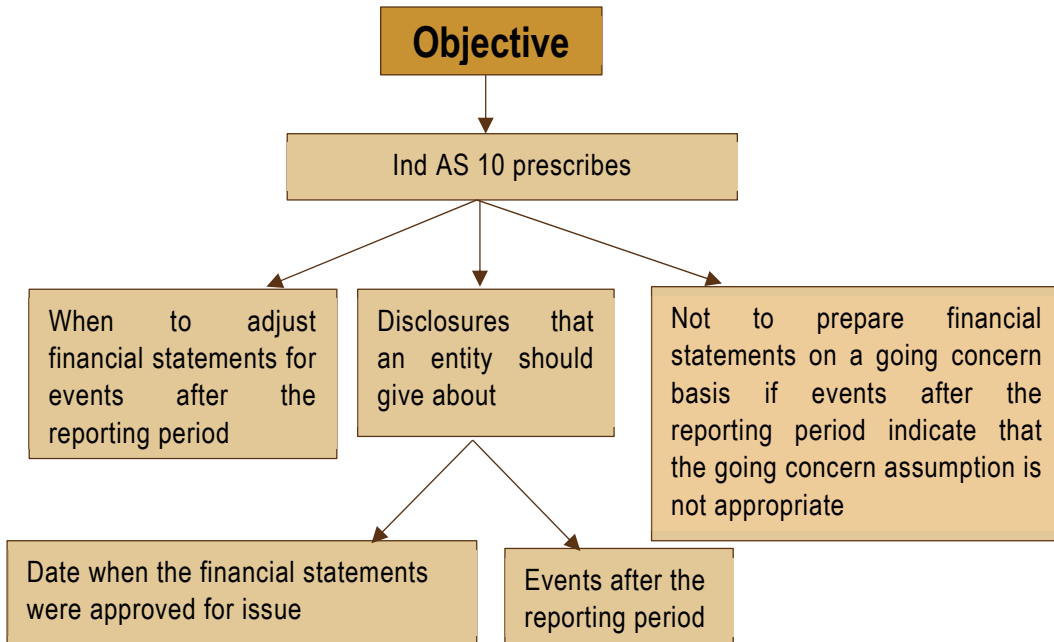 Objective
Ind AS 10 prescribes
When to adjust
financial statements for
events after the
reporting period
Disclosures that
an entity should
give about
Not to prepare financial
statements on a going concern
basis if events after the
reporting period indicate that
the going concern assumption is
not appropriate
Date when the financial statements
were approved for issue
Events after the
reporting period